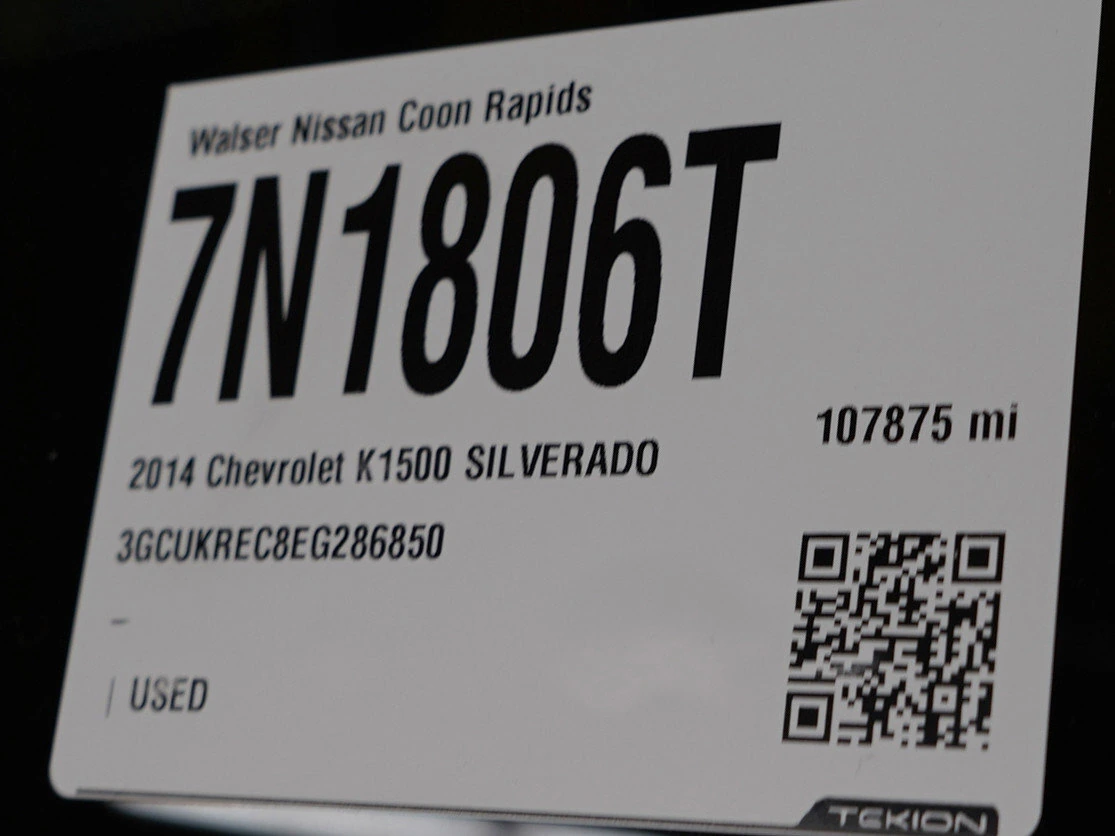 Walser Nissan Coon Rapids
7N1806T
107875 mi
2014 Chevrolet K1500 SILVERADO
3GCUKREC8EG286850
–
| USED
TEKION